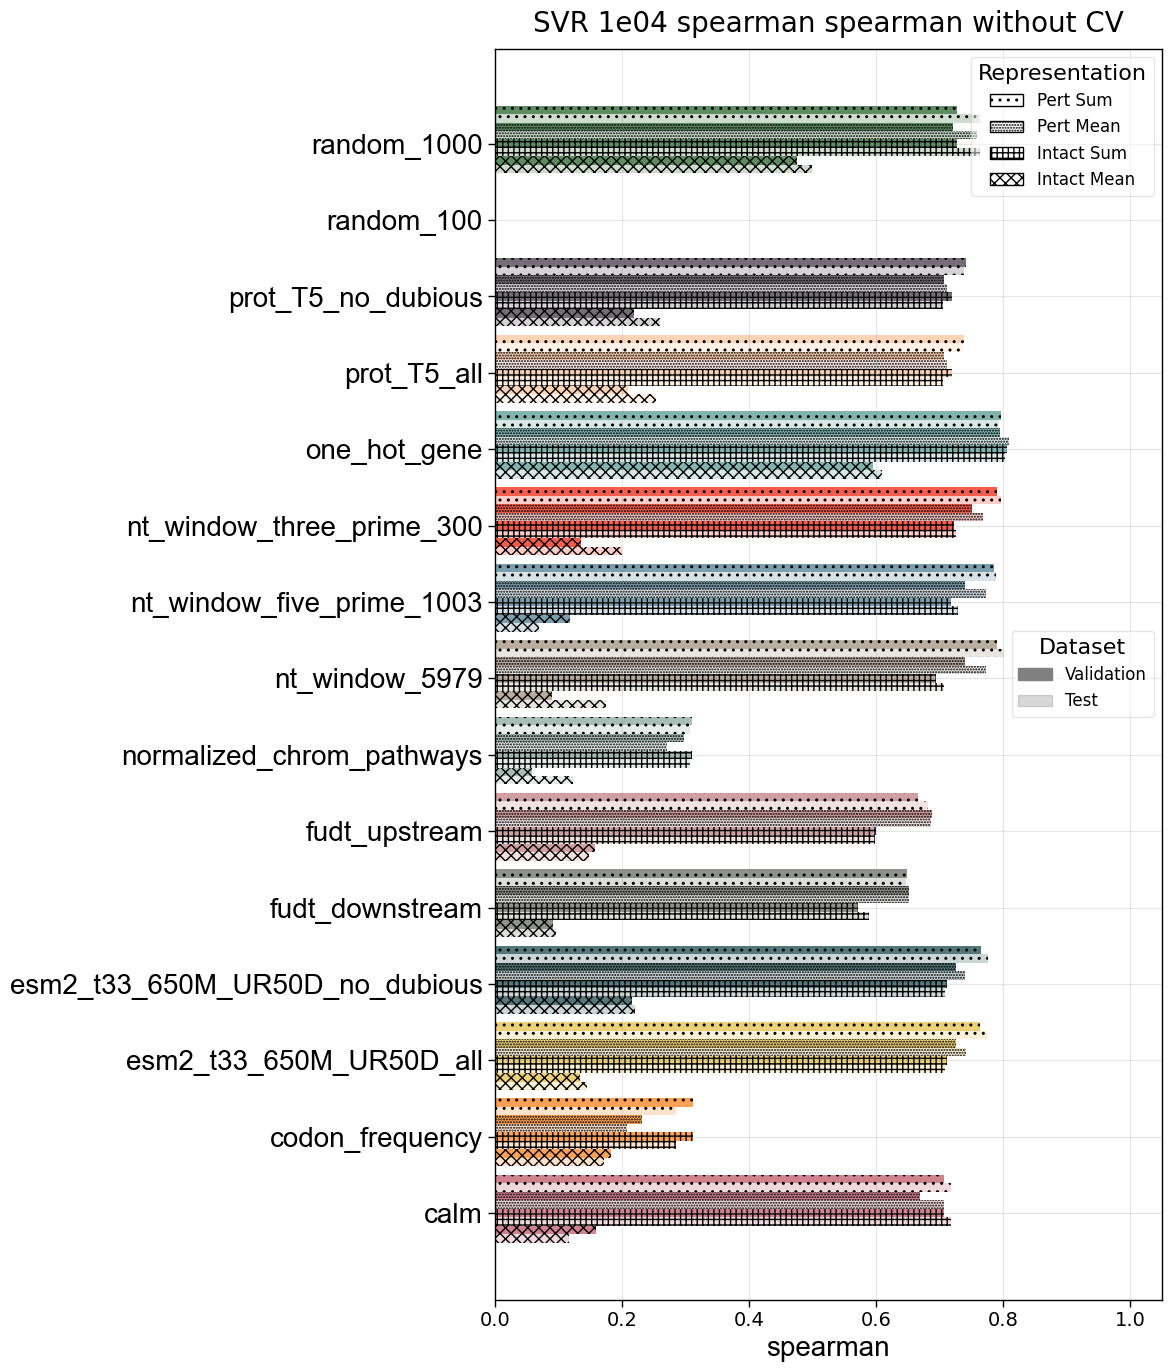 SVR 1e04 spearman spearman without CV
Representation
Pert Sum
Pert Mean
Intact Sum
Intact Mean
random_1000
random_100
prot_T5_no_dubious
prot_T5_all
one_hot_gene
nt_window_three_prime_300
nt_window_five_prime_1003
nt_window_5979
Dataset
Validation
Test
normalized_chrom_pathways
fudt_upstream
fudt_downstream
esm2_t33_650M_UR50D_no_dubious
esm2_t33_650M_UR50D_all
codon_frequency
calm
0.0 0.2 0.4 0.6 0.8 1.0
spearman